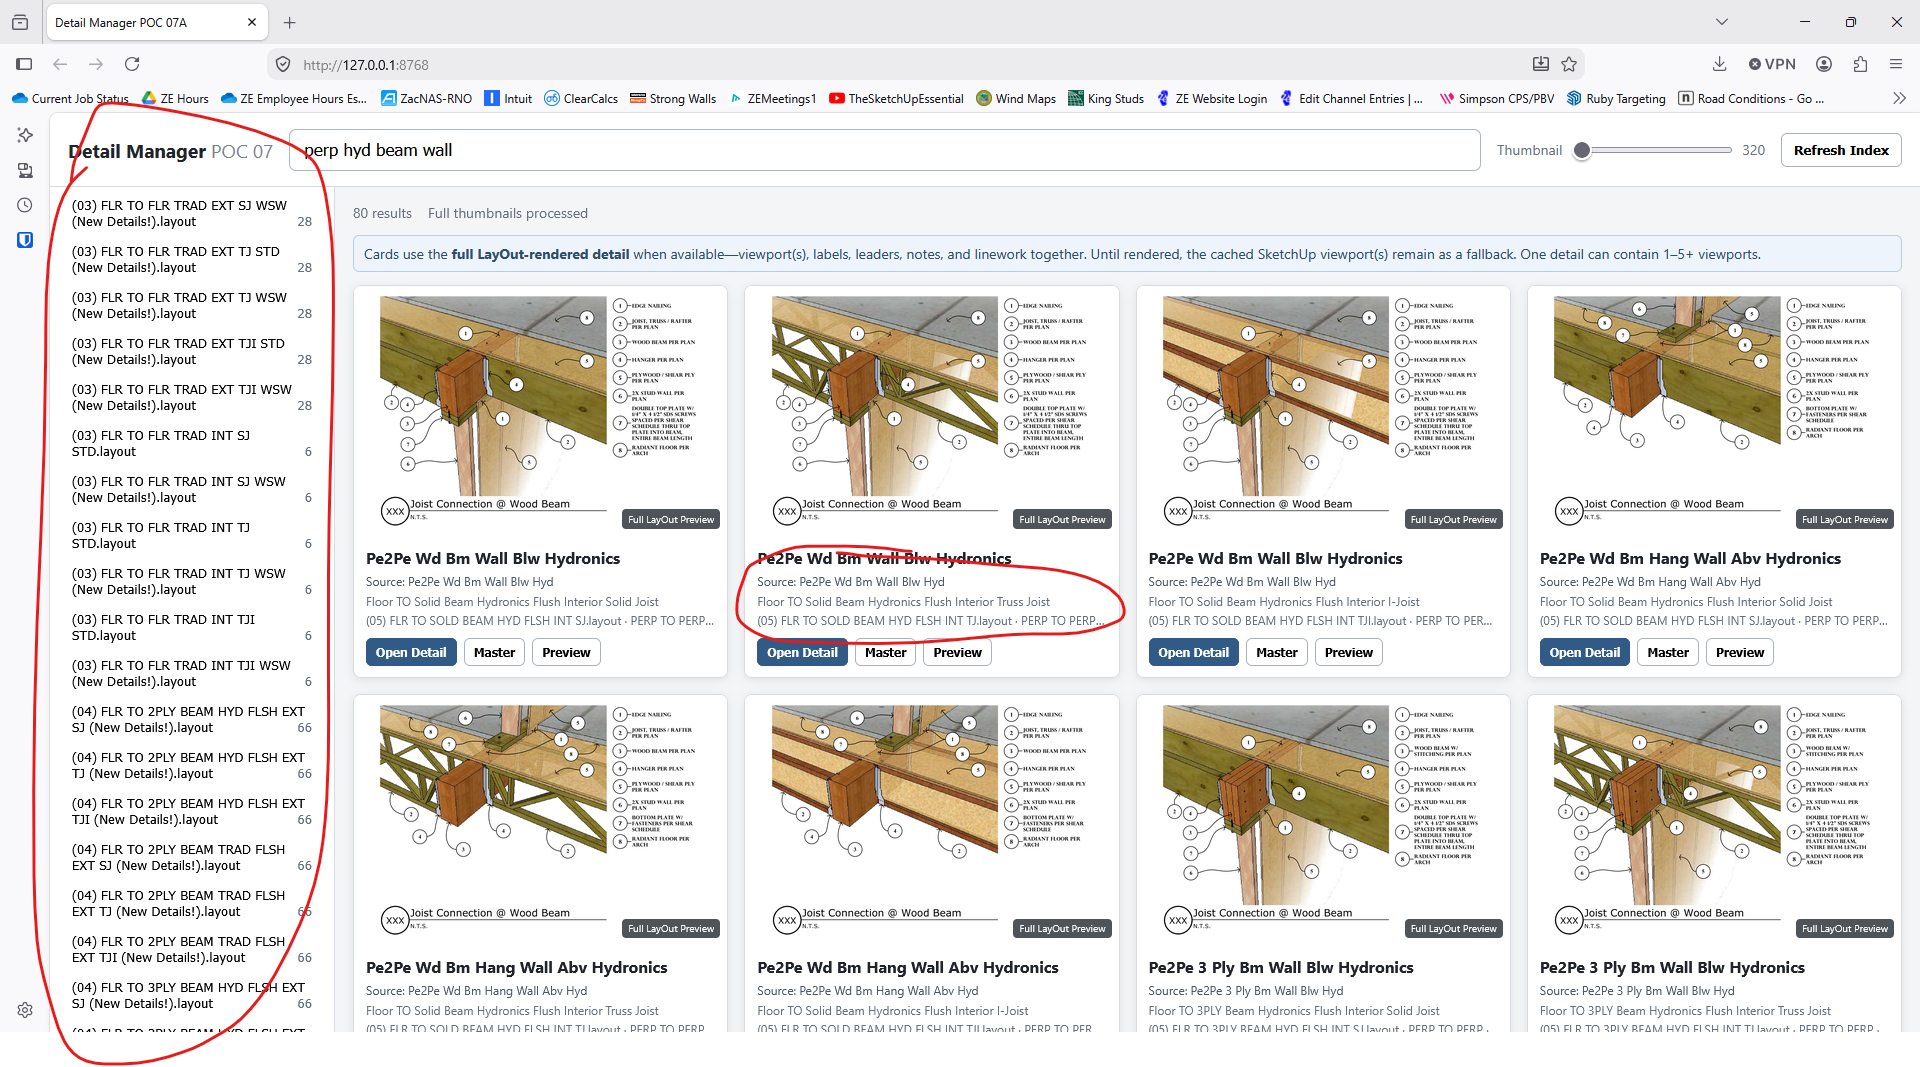 Detail Manager POC 07A
http://127.0.0.1:8768
VPN
Current Job Status
ZE Hours
ZE Employee Hours Es...
ZacNAS-RNO
Intuit
ClearCalcs
Strong Walls
ZEMeetings1
TheSketchUpEssential
Wind Maps
King Studs
ZE Website Login
Edit Channel Entries | ...
Simpson CPS/PBV
Ruby Targeting
Road Conditions - Go ...
Detail Manager POC 07
perp hyd beam wall
Thumbnail
320
Refresh Index
(03) FLR TO FLR TRAD EXT SJ WSW
(New Details!).layout 28
(03) FLR TO FLR TRAD EXT TJ STD
(New Details!).layout 28
(03) FLR TO FLR TRAD EXT TJ WSW
(New Details!).layout 28
(03) FLR TO FLR TRAD EXT TJI STD
(New Details!).layout 28
(03) FLR TO FLR TRAD EXT TJI WSW
(New Details!).layout 28
(03) FLR TO FLR TRAD INT SJ
STD.layout 6
(03) FLR TO FLR TRAD INT SJ WSW
(New Details!).layout 6
(03) FLR TO FLR TRAD INT TJ
STD.layout 6
(03) FLR TO FLR TRAD INT TJ WSW
(New Details!).layout 6
(03) FLR TO FLR TRAD INT TJI
STD.layout 6
(03) FLR TO FLR TRAD INT TJI WSW
(New Details!).layout 6
(04) FLR TO 2PLY BEAM HYD FLSH EXT
SJ (New Details!).layout 66
(04) FLR TO 2PLY BEAM HYD FLSH EXT
TJ (New Details!).layout 66
(04) FLR TO 2PLY BEAM HYD FLSH EXT
TJI (New Details!).layout 66
(04) FLR TO 2PLY BEAM TRAD FLSH
EXT SJ (New Details!).layout 66
(04) FLR TO 2PLY BEAM TRAD FLSH
EXT TJ (New Details!).layout 66
(04) FLR TO 2PLY BEAM TRAD FLSH
EXT TJI (New Details!).layout 66
(04) FLR TO 3PLY BEAM HYD FLSH EXT
SJ (New Details!).layout 66
80 results Full thumbnails processed
Cards use the full LayOut-rendered detail when available—viewport(s), labels, leaders, notes, and linework together. Until rendered, the cached SketchUp viewport(s) remain as a fallback. One detail can contain 1–5+ viewports.
Joist Connection @ Wood Beam
XXX
N.T.S.
Full LayOut Preview
Pe2Pe Wd Bm Wall Blw Hydronics
Source: Pe2Pe Wd Bm Wall Blw Hyd
Floor TO Solid Beam Hydronics Flush Interior Solid Joist
(05) FLR TO SOLD BEAM HYD FLSH INT SJ.layout · PERP TO PERP...
Open Detail Master Preview
Joist Connection @ Wood Beam
XXX
N.T.S.
Full LayOut Preview
Pe2Pe Wd Bm Wall Blw Hydronics
Source: Pe2Pe Wd Bm Wall Blw Hyd
Floor TO Solid Beam Hydronics Flush Interior Truss Joist
(05) FLR TO SOLD BEAM HYD FLSH INT TJ.layout · PERP TO PERP...
Open Detail Master Preview
Joist Connection @ Wood Beam
XXX
N.T.S.
Full LayOut Preview
Pe2Pe Wd Bm Wall Blw Hydronics
Source: Pe2Pe Wd Bm Wall Blw Hyd
Floor TO Solid Beam Hydronics Flush Interior I-Joist
(05) FLR TO SOLD BEAM HYD FLSH INT TJI.layout · PERP TO PER...
Open Detail Master Preview
Joist Connection @ Wood Beam
XXX
N.T.S.
Full LayOut Preview
Pe2Pe Wd Bm Hang Wall Abv Hydronics
Source: Pe2Pe Wd Bm Hang Wall Abv Hyd
Floor TO Solid Beam Hydronics Flush Interior Solid Joist
(05) FLR TO SOLD BEAM HYD FLSH INT SJ.layout · PERP TO PERP...
Open Detail Master Preview
Joist Connection @ Wood Beam
XXX
N.T.S.
Full LayOut Preview
Pe2Pe Wd Bm Hang Wall Abv Hydronics
Source: Pe2Pe Wd Bm Hang Wall Abv Hyd
Floor TO Solid Beam Hydronics Flush Interior Truss Joist
Joist Connection @ Wood Beam
XXX
N.T.S.
Full LayOut Preview
Pe2Pe Wd Bm Hang Wall Abv Hydronics
Source: Pe2Pe Wd Bm Hang Wall Abv Hyd
Floor TO Solid Beam Hydronics Flush Interior I-Joist
Joist Connection @ Wood Beam
XXX
N.T.S.
Full LayOut Preview
Pe2Pe 3 Ply Bm Wall Blw Hydronics
Source: Pe2Pe 3 Ply Bm Wall Blw Hyd
Floor TO 3PLY Beam Hydronics Flush Interior Solid Joist
Joist Connection @ Wood Beam
XXX
N.T.S.
Full LayOut Preview
Pe2Pe 3 Ply Bm Wall Blw Hydronics
Source: Pe2Pe 3 Ply Bm Wall Blw Hyd
Floor TO 3PLY Beam Hydronics Flush Interior Truss Joist